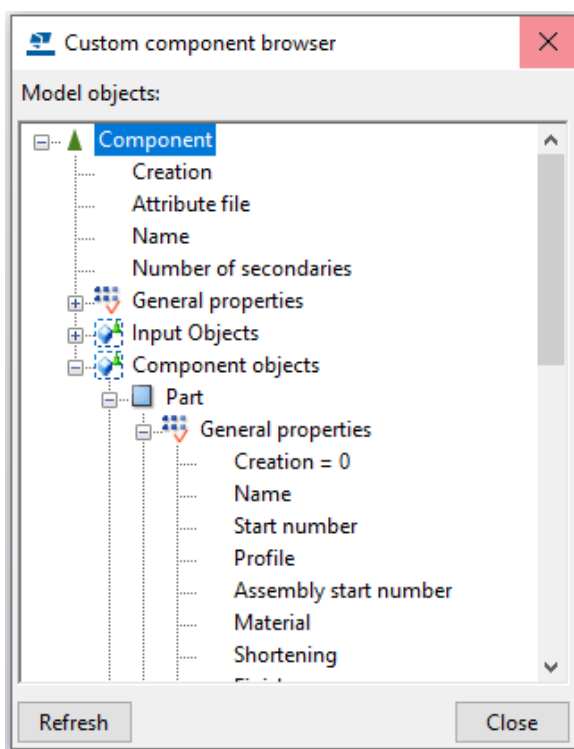 Custom component browser
Model objects:
Component
Creation
Attribute file
Name
Number of secondaries
General properties
Input Objects
Component objects
Part
General properties
Creation = 0
Name
Start number
Profile
Assembly start number
Material
Shortening
Refresh
Close